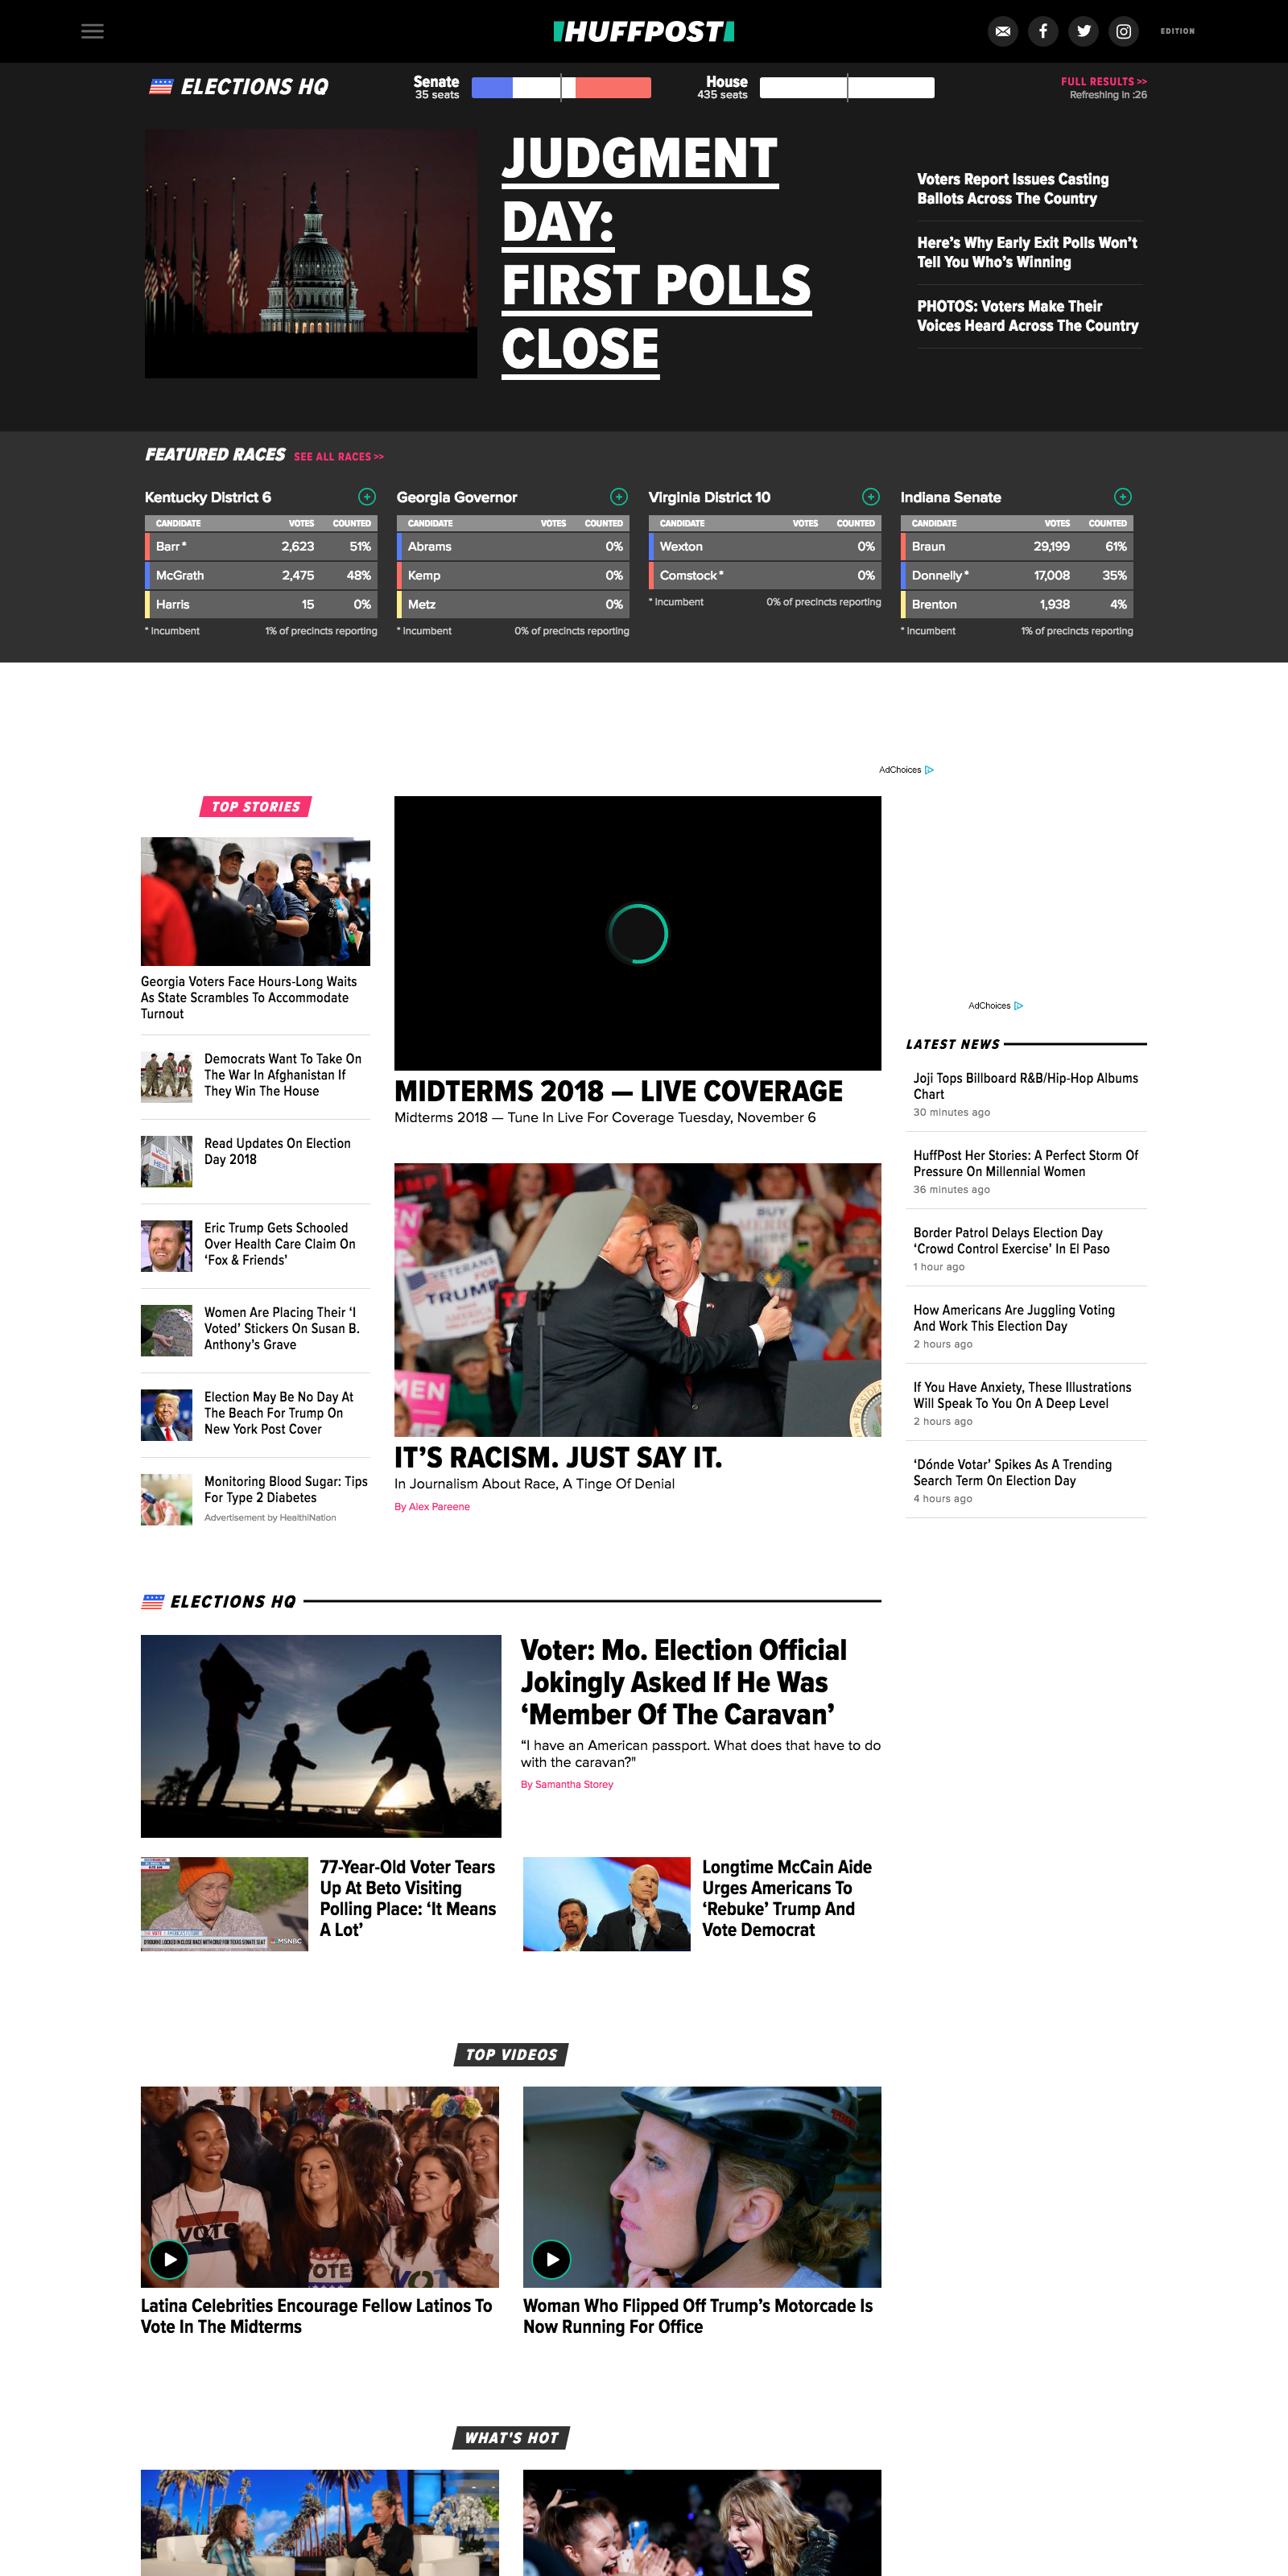 HUFFPOST
EDITION
ELECTIONS HQ
Senate
35 seats
House
435 seats
FULL RESULTS >>
Refreshing in :26
JUDGMENT
DAY:
FIRST POLLS
CLOSE
Voters Report Issues Casting
Ballots Across The Country
Here's Why Early Exit Polls Won't
Tell You Who's Winning
PHOTOS: Voters Make Their
Voices Heard Across The Country
FEATURED RACES SEE ALL RACES >>
Kentucky District 6
CANDIDATE VOTES COUNTED
Barr * 2,623 51%
McGrath 2,475 48%
Harris 15 0%
* Incumbent 1% of precincts reporting
Georgia Governor
CANDIDATE VOTES COUNTED
Abrams 0%
Kemp 0%
Metz 0%
* Incumbent 0% of precincts reporting
Virginia District 10
CANDIDATE VOTES COUNTED
Wexton 0%
Comstock * 0%
* Incumbent 0% of precincts reporting
Indiana Senate
CANDIDATE VOTES COUNTED
Braun 29,199 61%
Donnelly * 17,008 35%
Brenton 1,938 4%
* Incumbent 1% of precincts reporting
AdChoices
TOP STORIES
Georgia Voters Face Hours-Long Waits
As State Scrambles To Accommodate
Turnout
Democrats Want To Take On
The War In Afghanistan If
They Win The House
VOTE
HERE
Read Updates On Election
Day 2018
Eric Trump Gets Schooled
Over Health Care Claim On
‘Fox & Friends’
Women Are Placing Their ‘I
Voted’ Stickers On Susan B.
Anthony’s Grave
Election May Be No Day At
The Beach For Trump On
New York Post Cover
Monitoring Blood Sugar: Tips
For Type 2 Diabetes
Advertisement by HealthiNation
MIDTERMS 2018 — LIVE COVERAGE
Midterms 2018 — Tune In Live For Coverage Tuesday, November 6
VETERANS
FOR
TRUMP
BUY
MEN
IT’S RACISM. JUST SAY IT.
In Journalism About Race, A Tinge Of Denial
By Alex Pareene
AdChoices
LATEST NEWS
Joji Tops Billboard R&B/Hip-Hop Albums
Chart
30 minutes ago
HuffPost Her Stories: A Perfect Storm Of
Pressure On Millennial Women
36 minutes ago
Border Patrol Delays Election Day
‘Crowd Control Exercise’ In El Paso
1 hour ago
How Americans Are Juggling Voting
And Work This Election Day
2 hours ago
If You Have Anxiety, These Illustrations
Will Speak To You On A Deep Level
2 hours ago
‘Dónde Votar’ Spikes As A Trending
Search Term On Election Day
4 hours ago
ELECTIONS HQ
Voter: Mo. Election Official
Jokingly Asked If He Was
‘Member Of The Caravan’
“I have an American passport. What does that have to do
with the caravan?"
By Samantha Storey
MSNBC
77-Year-Old Voter Tears
Up At Beto Visiting
Polling Place: ‘It Means
A Lot’
Longtime McCain Aide
Urges Americans To
‘Rebuke’ Trump And
Vote Democrat
TOP VIDEOS
VOTE
Latina Celebrities Encourage Fellow Latinos To
Vote In The Midterms
Woman Who Flipped Off Trump’s Motorcade Is
Now Running For Office
WHAT'S HOT